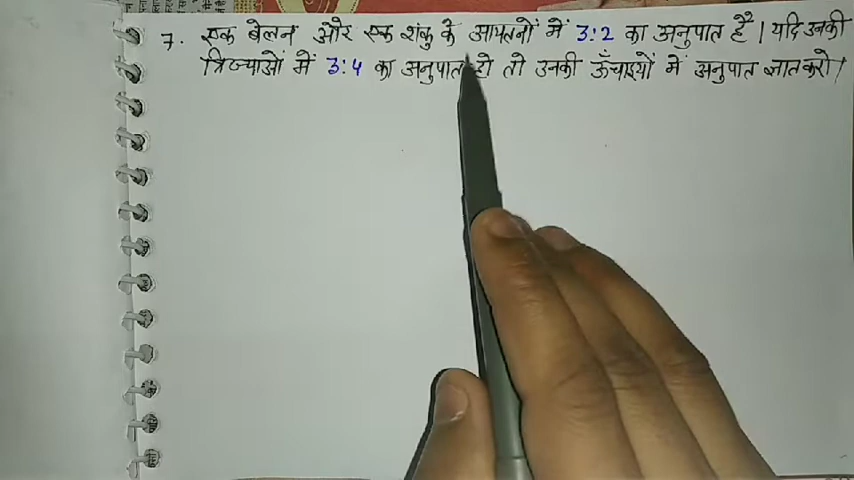 7. एक बेलन और एक शंकु के आयतनों में 3:2 का अनुपात है। यदि उनकी
त्रिज्याओं में 3:4 का अनुपात हो तो उनकी ऊँचाइयों में अनुपात ज्ञात करो।